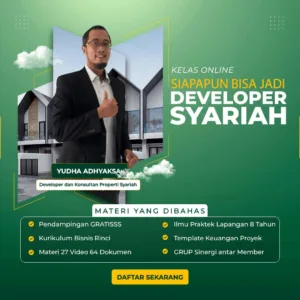 KELAS ONLINE
SIAPAPUN BISA JADI
DEVELOPER
SYARIAH
YUDHA ADHYAKSA
Developer dan Konsultan Properti Syariah
MATERI YANG DIBAHAS
Pendampingan GRATISSS
Kurikulum Bisnis Rinci
Materi 27 Video 64 Dokumen
Ilmu Praktek Lapangan 8 Tahun
Template Keuangan Proyek
GRUP Sinergi antar Member
DAFTAR SEKARANG